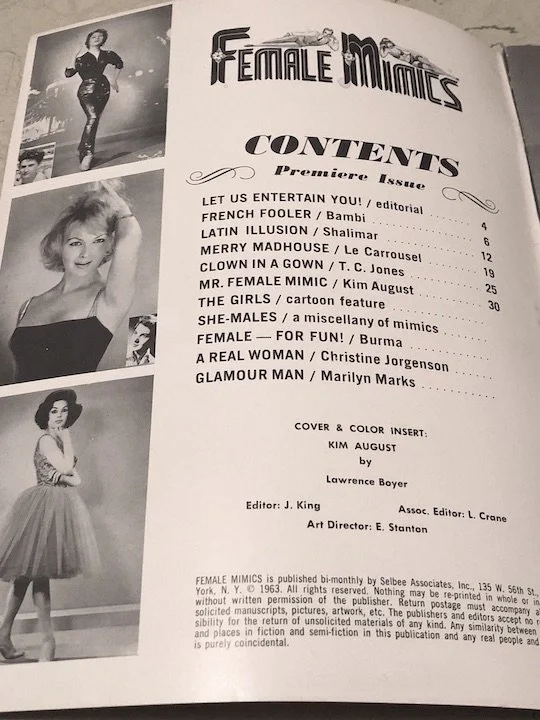 FEMALE MIMICS
CONTENTS
Premiere Issue
LET US ENTERTAIN YOU! / editorial ........ 4
FRENCH FOOLER / Bambi ........ 6
LATIN ILLUSION / Shalimar ........ 12
MERRY MADHOUSE / Le Carrousel ........ 19
CLOWN IN A GOWN / T. C. Jones ........ 25
MR. FEMALE MIMIC / Kim August ........ 30
THE GIRLS / cartoon feature ........
SHE-MALES / a miscellany of mimics ........
FEMALE — FOR FUN! / Burma ........
A REAL WOMAN / Christine Jorgenson ........
GLAMOUR MAN / Marilyn Marks ........
COVER & COLOR INSERT:
KIM AUGUST
by
Lawrence Boyer
Editor: J. King Assoc. Editor: L. Crane
Art Director: E. Stanton
FEMALE MIMICS is published bi-monthly by Selbee Associates, Inc., 135 W. 56th St.,
York, N. Y. © 1963. All rights reserved. Nothing may be re-printed in whole or in
without written permission of the publisher. Return postage must accompany
solicited manuscripts, pictures, artwork, etc. The publishers and editors accept no
sibility for the return of unsolicited materials of any kind. Any similarity between
and places in fiction and semi-fiction in this publication and any real people and
is purely coincidental.